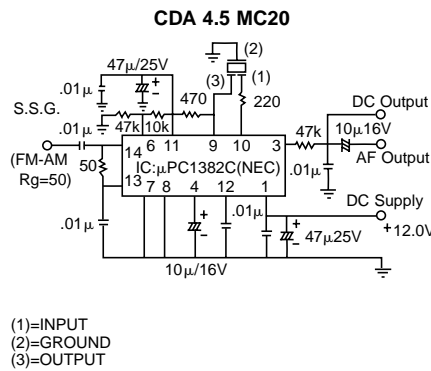 CDA 4.5 MC20
47μ/25V
(2)
(3)
(1)
.01μ
+
-
470
220
DC Output
S.S.G.
.01μ
47k
10k
47k
10μ16V
6
11
9
10
3
14
(FM-AM
Rg=50)
50
IC:μPC1382C(NEC)
.01μ
AF Output
13
7
8
4
12
1
DC Supply
.01μ
.01μ
+
-
+
-
47μ25V
+12.0V
10μ/16V
(1)=INPUT
(2)=GROUND
(3)=OUTPUT